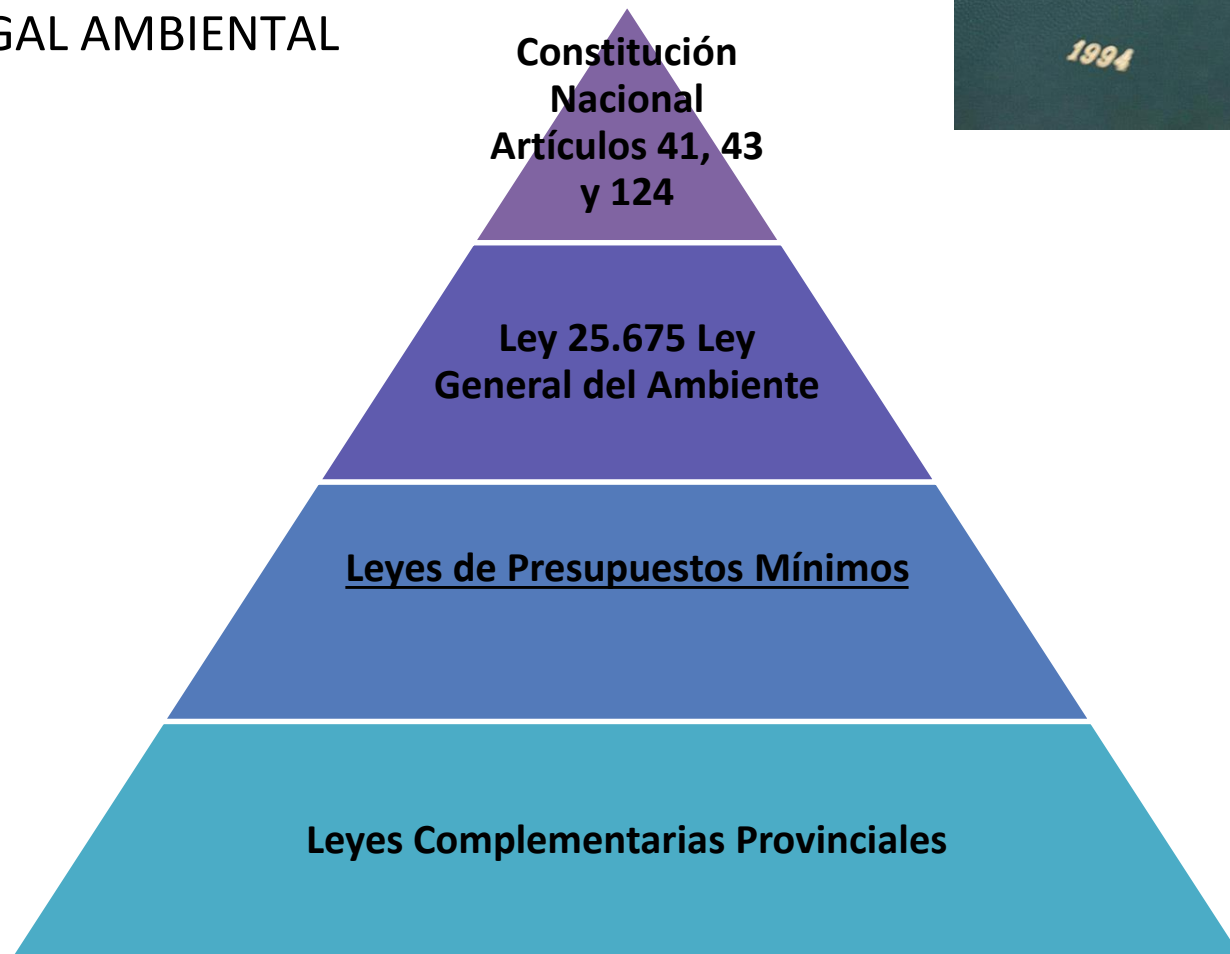 GAL AMBIENTAL
1994
Constitución
Nacional
Artículos 41, 43
y 124
Ley 25.675 Ley
General del Ambiente
Leyes de Presupuestos Mínimos
Leyes Complementarias Provinciales